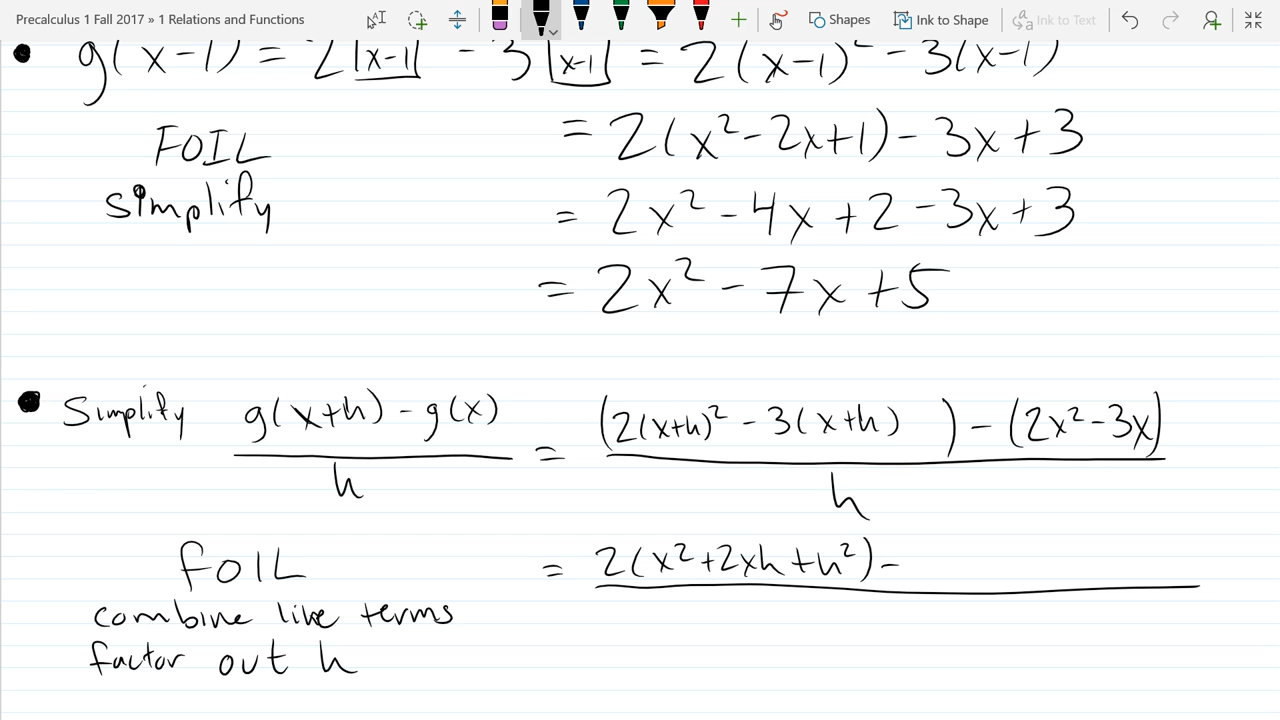 Precalculus 1 Fall 2017 » 1 Relations and Functions
Shapes
Ink to Shape
Ink to Text
g(x-1) = 2[x-1]² - 3[x-1] = 2(x-1)² - 3(x-1)
FOIL
simplify
= 2(x²-2x+1) - 3x + 3
= 2x² - 4x + 2 - 3x + 3
= 2x² - 7x + 5
Simplify (g(x+h) - g(x))/h = ((2(x+h)² - 3(x+h)) - (2x²-3x))/h
FOIL
combine like terms
factor out h
= 2(x²+2xh+h²) -